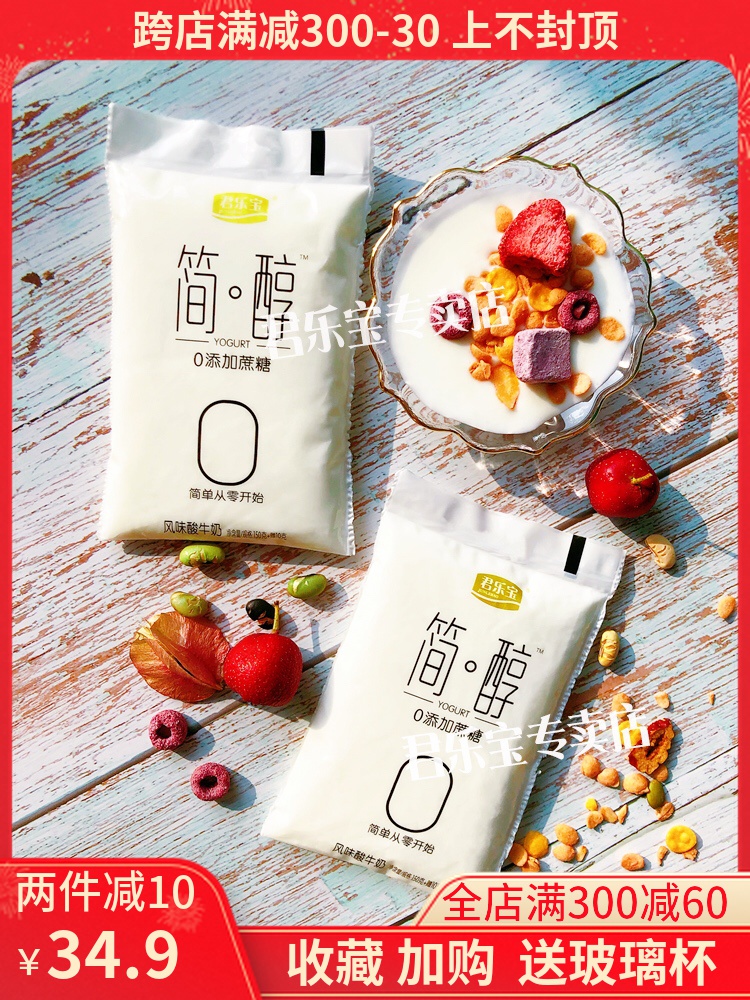 跨店满减300-30 上不封顶
君乐宝
简·醇
TM
YOGURT
0添加蔗糖
0
简单从零开始
风味酸牛奶
君乐宝专卖店
君乐宝
简·醇
TM
YOGURT
0添加蔗糖
0
简单从零开始
风味酸牛奶
君乐宝专卖店
两件减10
¥34.9
全店满300减60
收藏 加购 送玻璃杯